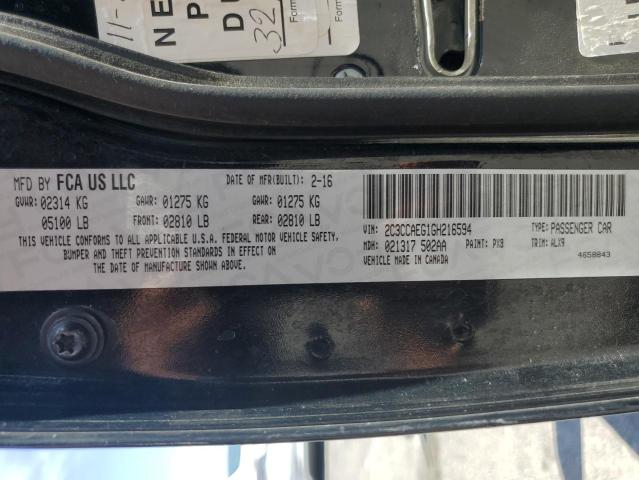 11-
NE
P
D
32
Form
MFD BY FCA US LLC DATE OF MFR(BUILT): 2-16
GVWR: 02314 KG GAWR: 01275 KG GAWR: 01275 KG
05100 LB FRONT: 02810 LB REAR: 02810 LB
THIS VEHICLE CONFORMS TO ALL APPLICABLE U.S.A. FEDERAL MOTOR VEHICLE SAFETY,
BUMPER AND THEFT PREVENTION STANDARDS IN EFFECT ON
THE DATE OF MANUFACTURE SHOWN ABOVE.
VIN: 2C3CCAEG1GH218594 TYPE: PASSENGER CAR
MDH: 021317 502AA PAINT: PX8 TRIM: ALX9
VEHICLE MADE IN CANADA 4658843